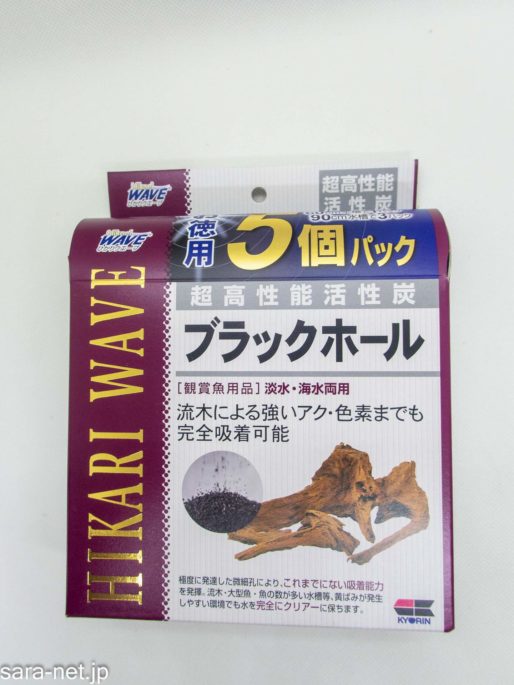 WAVE
超高性能
活性炭
WAVE
90cm水槽で3パック
お徳用
5個パック
超高性能活性炭
HIKARI WAVE
ブラックホール
[観賞魚用品] 淡水・海水両用
流木による強いアク・色素までも
完全吸着可能
極度に発達した微細孔により、これまでにない吸着能力
を発揮。流木・大型魚・魚の数が多い水槽等、黄ばみが発生
しやすい環境でも水を完全にクリアーに保ちます。
KYORIN
sara-net.jp